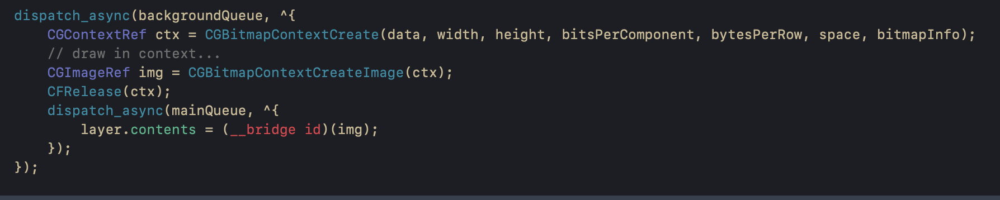 dispatch_async(backgroundQueue, ^{
    CGContextRef ctx = CGBitmapContextCreate(data, width, height, bitsPerComponent, bytesPerRow, space, bitmapInfo);
    // draw in context...
    CGImageRef img = CGBitmapContextCreateImage(ctx);
    CFRelease(ctx);
    dispatch_async(mainQueue, ^{
        layer.contents = (__bridge id)(img);
    });
});